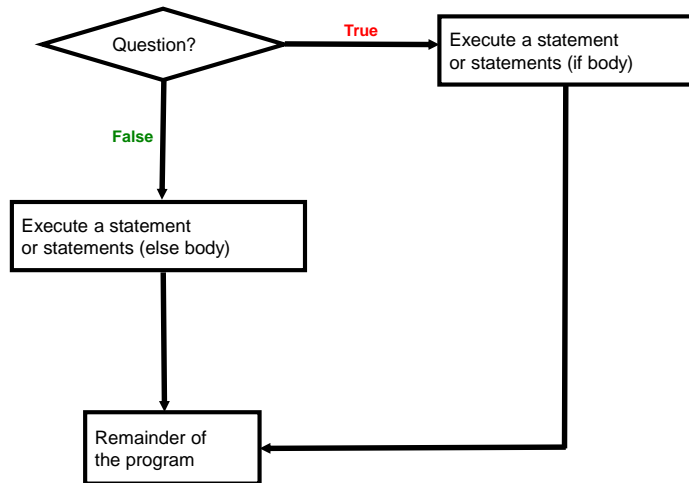 Question?
True
Execute a statement
or statements (if body)
False
Execute a statement
or statements (else body)
Remainder of
the program